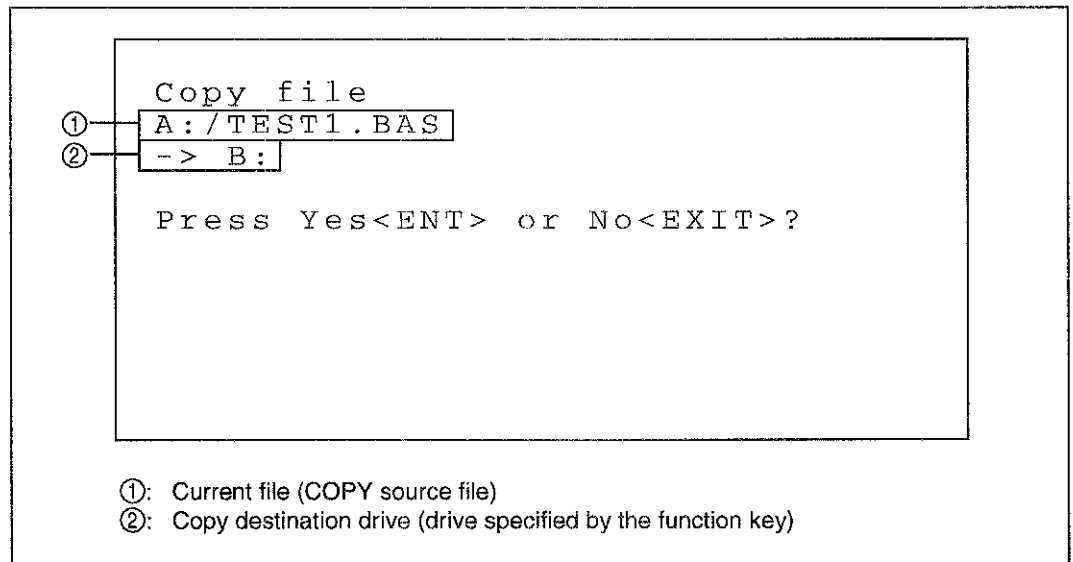 Copy file
① A:/TEST1.BAS
② -> B:
Press Yes<ENT> or No<EXIT>?
①: Current file (COPY source file)
②: Copy destination drive (drive specified by the function key)